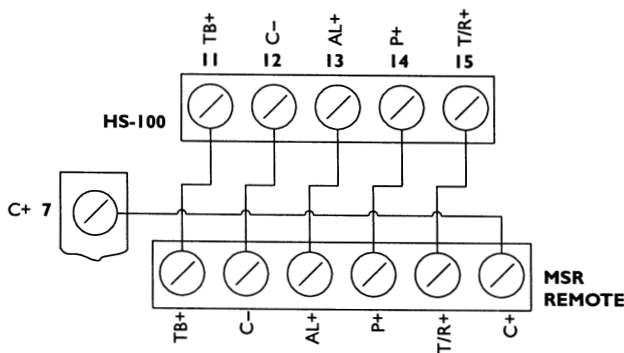 TB+ C− AL+ P+ T/R+
11 12 13 14 15
HS-100
C+ 7
MSR
REMOTE
TB+ C− AL+ P+ T/R+ C+